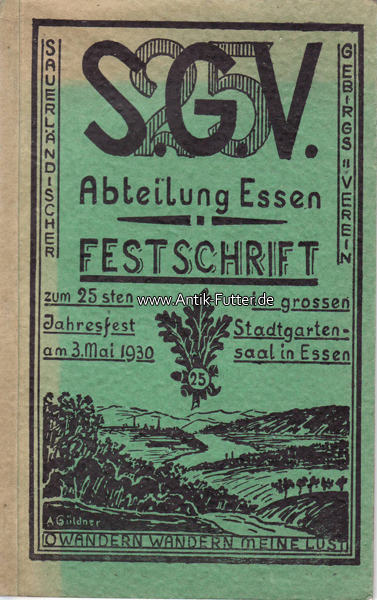 S.G.V.
25
SAUERLÄNDISCHER
GEBIRGS=VEREIN
Abteilung Essen
FESTSCHRIFT
zum 25sten grossen
www.Antik-Futter.de
Jahresfest Stadtgarten-
am 3. Mai 1930 saal in Essen
25
A Güldner
O WANDERN WANDERN MEINE LUST